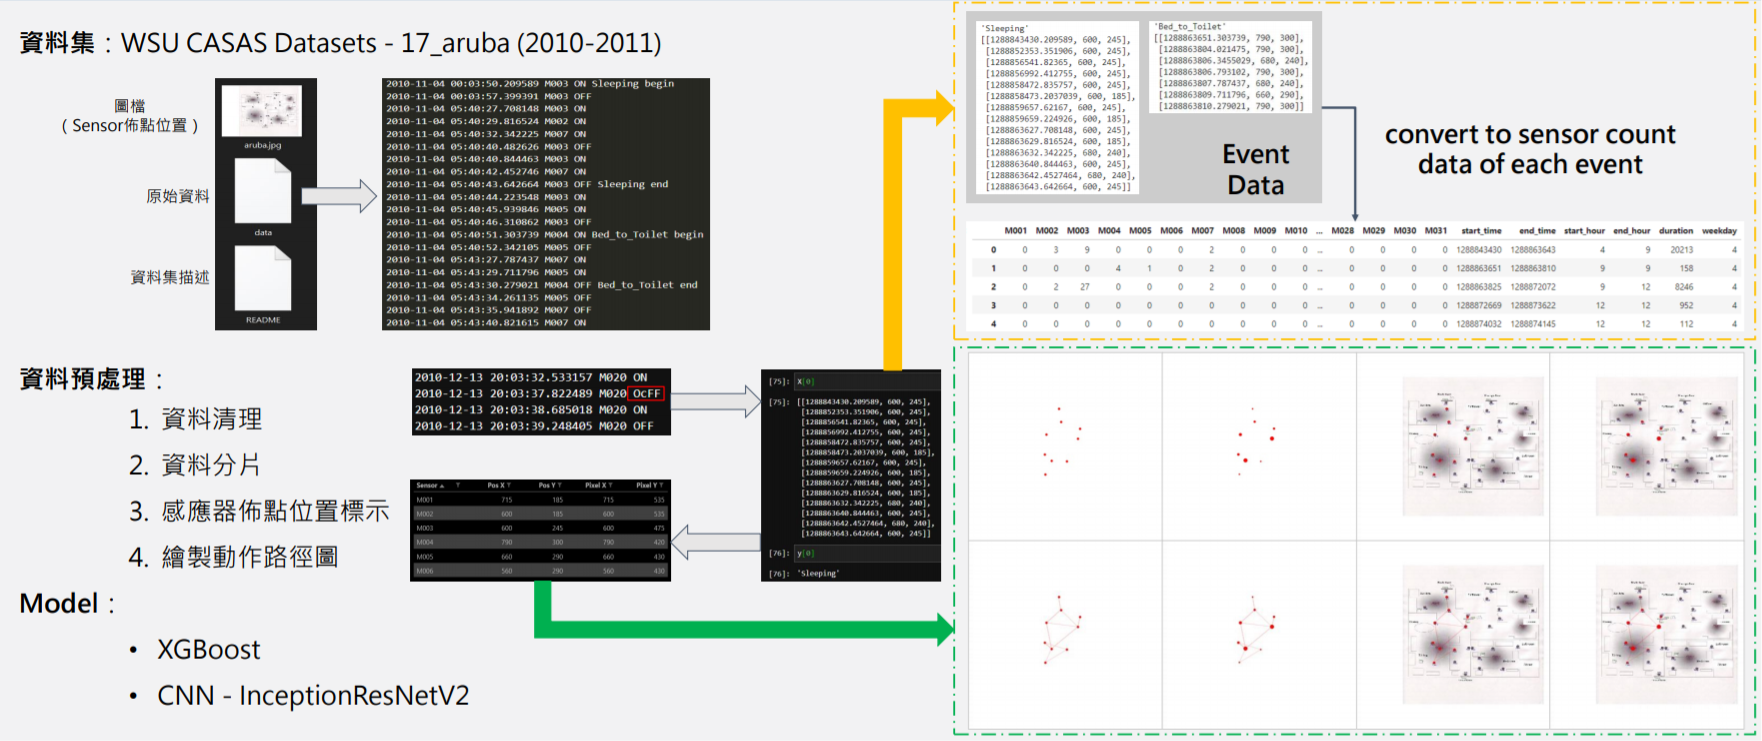 資料集：WSU CASAS Datasets - 17_aruba (2010-2011)
圖檔
（Sensor佈點位置）
aruba.jpg
原始資料
data
資料集描述
README
2010-11-04 00:03:50.209589 M003 ON Sleeping begin
2010-11-04 00:03:57.399391 M003 OFF
2010-11-04 05:40:27.708148 M003 ON
2010-11-04 05:40:29.816524 M002 ON
2010-11-04 05:40:32.342225 M007 ON
2010-11-04 05:40:40.482626 M003 OFF
2010-11-04 05:40:40.844463 M003 ON
2010-11-04 05:40:42.452746 M007 ON
2010-11-04 05:40:43.642664 M003 OFF Sleeping end
2010-11-04 05:40:44.223548 M003 ON
2010-11-04 05:40:45.939846 M005 ON
2010-11-04 05:40:46.310862 M003 OFF
2010-11-04 05:40:51.303739 M004 ON Bed_to_Toilet begin
2010-11-04 05:40:52.342105 M005 OFF
2010-11-04 05:43:27.787437 M007 ON
2010-11-04 05:43:29.711796 M005 ON
2010-11-04 05:43:30.279021 M004 OFF Bed_to_Toilet end
2010-11-04 05:43:34.261135 M005 OFF
2010-11-04 05:43:35.941892 M007 OFF
2010-11-04 05:43:40.821615 M007 ON
資料預處理：
1. 資料清理
2. 資料分片
3. 感應器佈點位置標示
4. 繪製動作路徑圖
Model：
• XGBoost
• CNN - InceptionResNetV2
2010-12-13 20:03:32.533157 M020 ON
2010-12-13 20:03:37.822489 M020 OcFF
2010-12-13 20:03:38.685018 M020 ON
2010-12-13 20:03:39.248405 M020 OFF
Sensor Pos X Pos Y Pixel X Pixel Y
M001 715 185 715 535
M002 600 185 600 535
M003 600 245 600 475
M004 790 300 790 420
M005 660 290 660 430
M006 560 290 560 430
[75]: X[0]
[75]: [[1288843430.209589, 600, 245],
[1288852353.351906, 600, 245],
[1288856541.82365, 600, 245],
[1288856992.412755, 600, 245],
[1288858472.835757, 600, 245],
[1288858473.2037039, 600, 185],
[1288859657.62167, 600, 245],
[1288859659.224926, 600, 185],
[1288863627.708148, 600, 245],
[1288863629.816524, 600, 185],
[1288863632.342225, 680, 240],
[1288863640.844463, 600, 245],
[1288863642.4527464, 680, 240],
[1288863643.642664, 600, 245]]
[76]: y[0]
[76]: 'Sleeping'
'Sleeping'
[[1288843430.209589, 600, 245],
[1288852353.351906, 600, 245],
[1288856541.82365, 600, 245],
[1288856992.412755, 600, 245],
[1288858472.835757, 600, 245],
[1288858473.2037039, 600, 185],
[1288859657.62167, 600, 245],
[1288859659.224926, 600, 185],
[1288863627.708148, 600, 245],
[1288863629.816524, 600, 185],
[1288863632.342225, 680, 240],
[1288863640.844463, 600, 245],
[1288863642.4527464, 680, 240],
[1288863643.642664, 600, 245]]
'Bed_to_Toilet'
[[1288863651.303739, 790, 300],
[1288863804.021475, 790, 300],
[1288863806.3455029, 680, 240],
[1288863806.793102, 790, 300],
[1288863807.787437, 680, 240],
[1288863809.711796, 660, 290],
[1288863810.279021, 790, 300]]
Event
Data
convert to sensor count
data of each event
M001 M002 M003 M004 M005 M006 M007 M008 M009 M010 ... M028 M029 M030 M031 start_time end_time start_hour end_hour duration weekday
0 0 3 9 0 0 0 2 0 0 0 ... 0 0 0 0 1288843430 1288863643 4 9 20213 4
1 0 0 0 4 1 0 2 0 0 0 ... 0 0 0 0 1288863651 1288863810 9 9 158 4
2 0 2 27 0 0 0 2 0 0 0 ... 0 0 0 0 1288863825 1288872072 9 12 8246 4
3 0 0 0 0 0 0 0 0 0 0 ... 0 0 0 0 1288872669 1288873622 12 12 952 4
4 0 0 0 0 0 0 0 0 0 0 ... 0 0 0 0 1288874032 1288874145 12 12 112 4